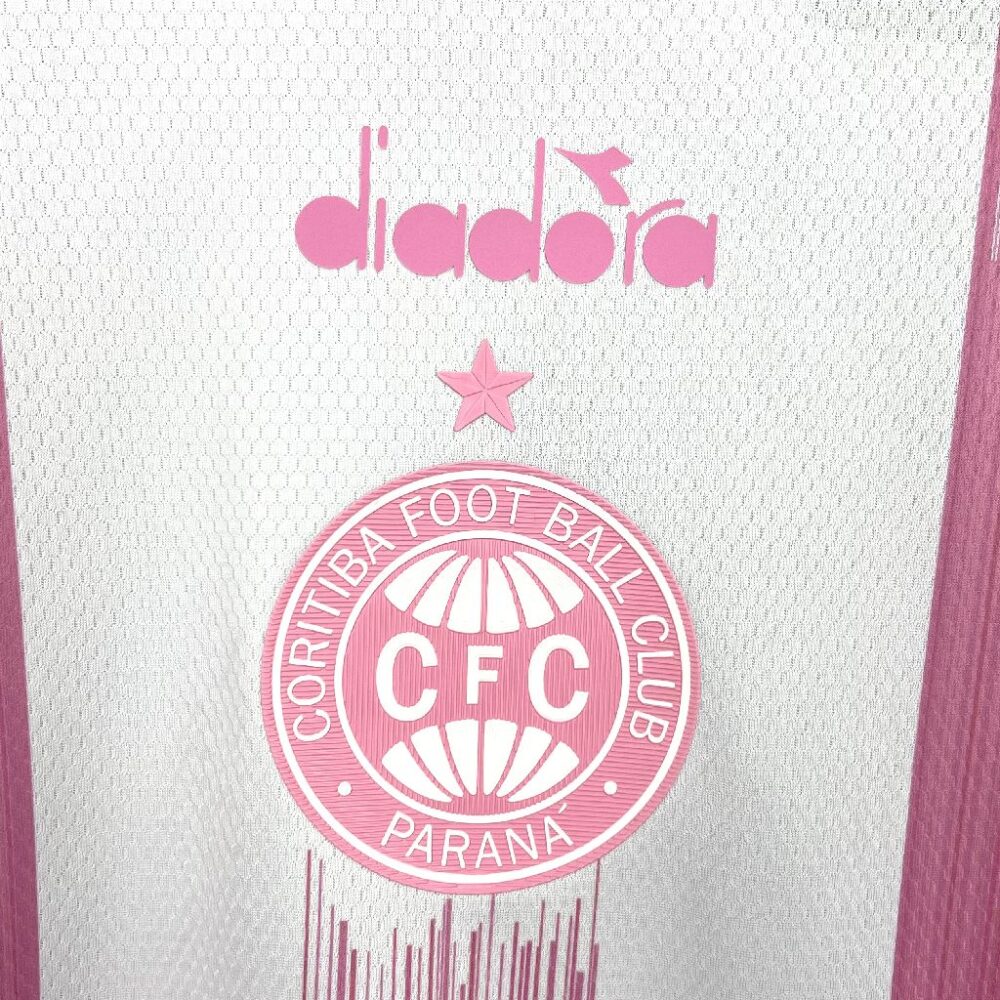 diadora
CORITIBA FOOT BALL CLUB
CFC
PARANÁ